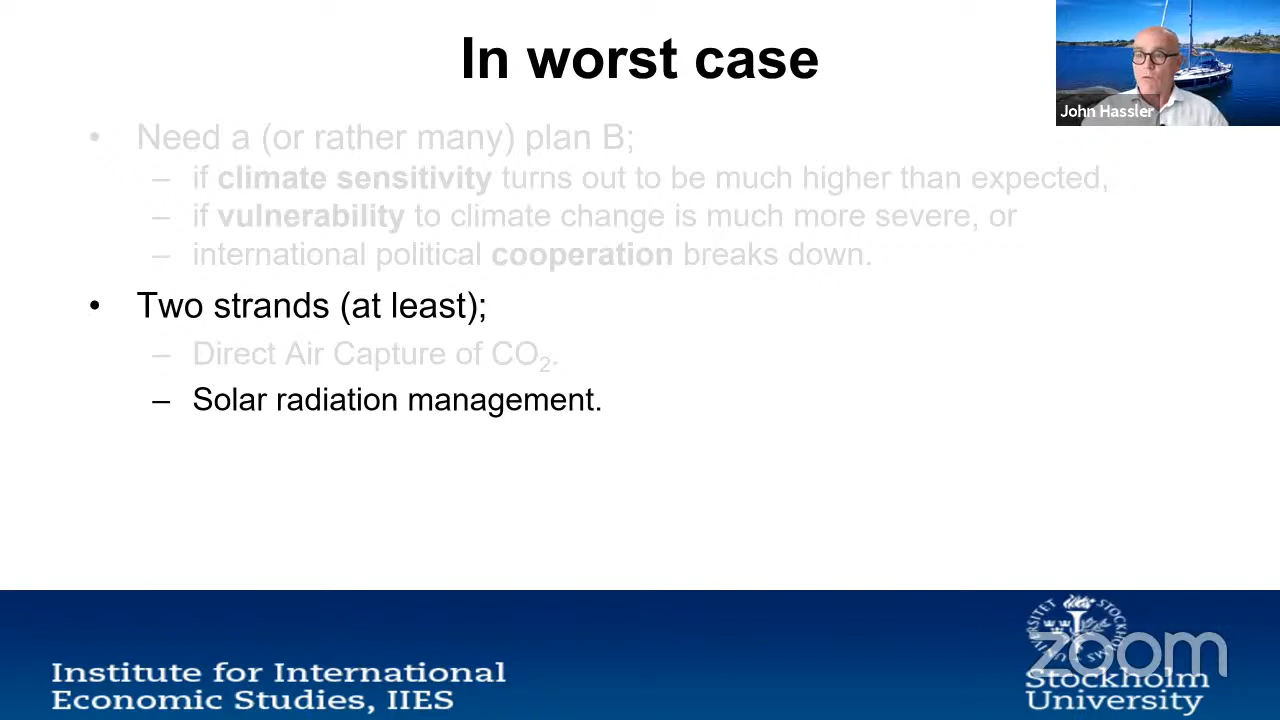 In worst case
John Hassler
• Need a (or rather many) plan B;
– if climate sensitivity turns out to be much higher than expected,
– if vulnerability to climate change is much more severe, or
– international political cooperation breaks down.
• Two strands (at least);
– Direct Air Capture of CO₂.
– Solar radiation management.
Institute for International
Economic Studies, IIES
zoom
Stockholm
University